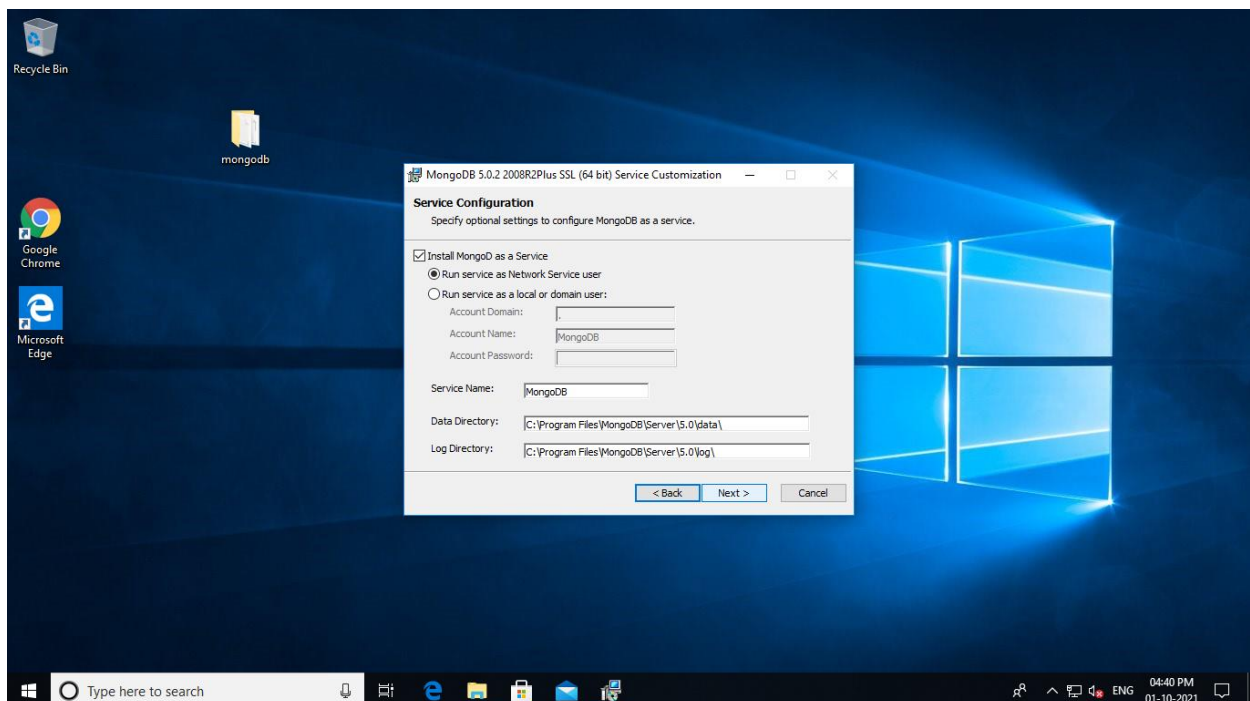 Recycle Bin
mongodb
Google
Chrome
Microsoft
Edge
MongoDB 5.0.2 2008R2Plus SSL (64 bit) Service Customization
Service Configuration
Specify optional settings to configure MongoDB as a service.
Install MongoD as a Service
Run service as Network Service user
Run service as a local or domain user:
Account Domain: .
Account Name: MongoDB
Account Password:
Service Name: MongoDB
Data Directory: C:\Program Files\MongoDB\Server\5.0\data\
Log Directory: C:\Program Files\MongoDB\Server\5.0\log\
< Back Next > Cancel
Type here to search
ENG
04:40 PM
01-10-2021